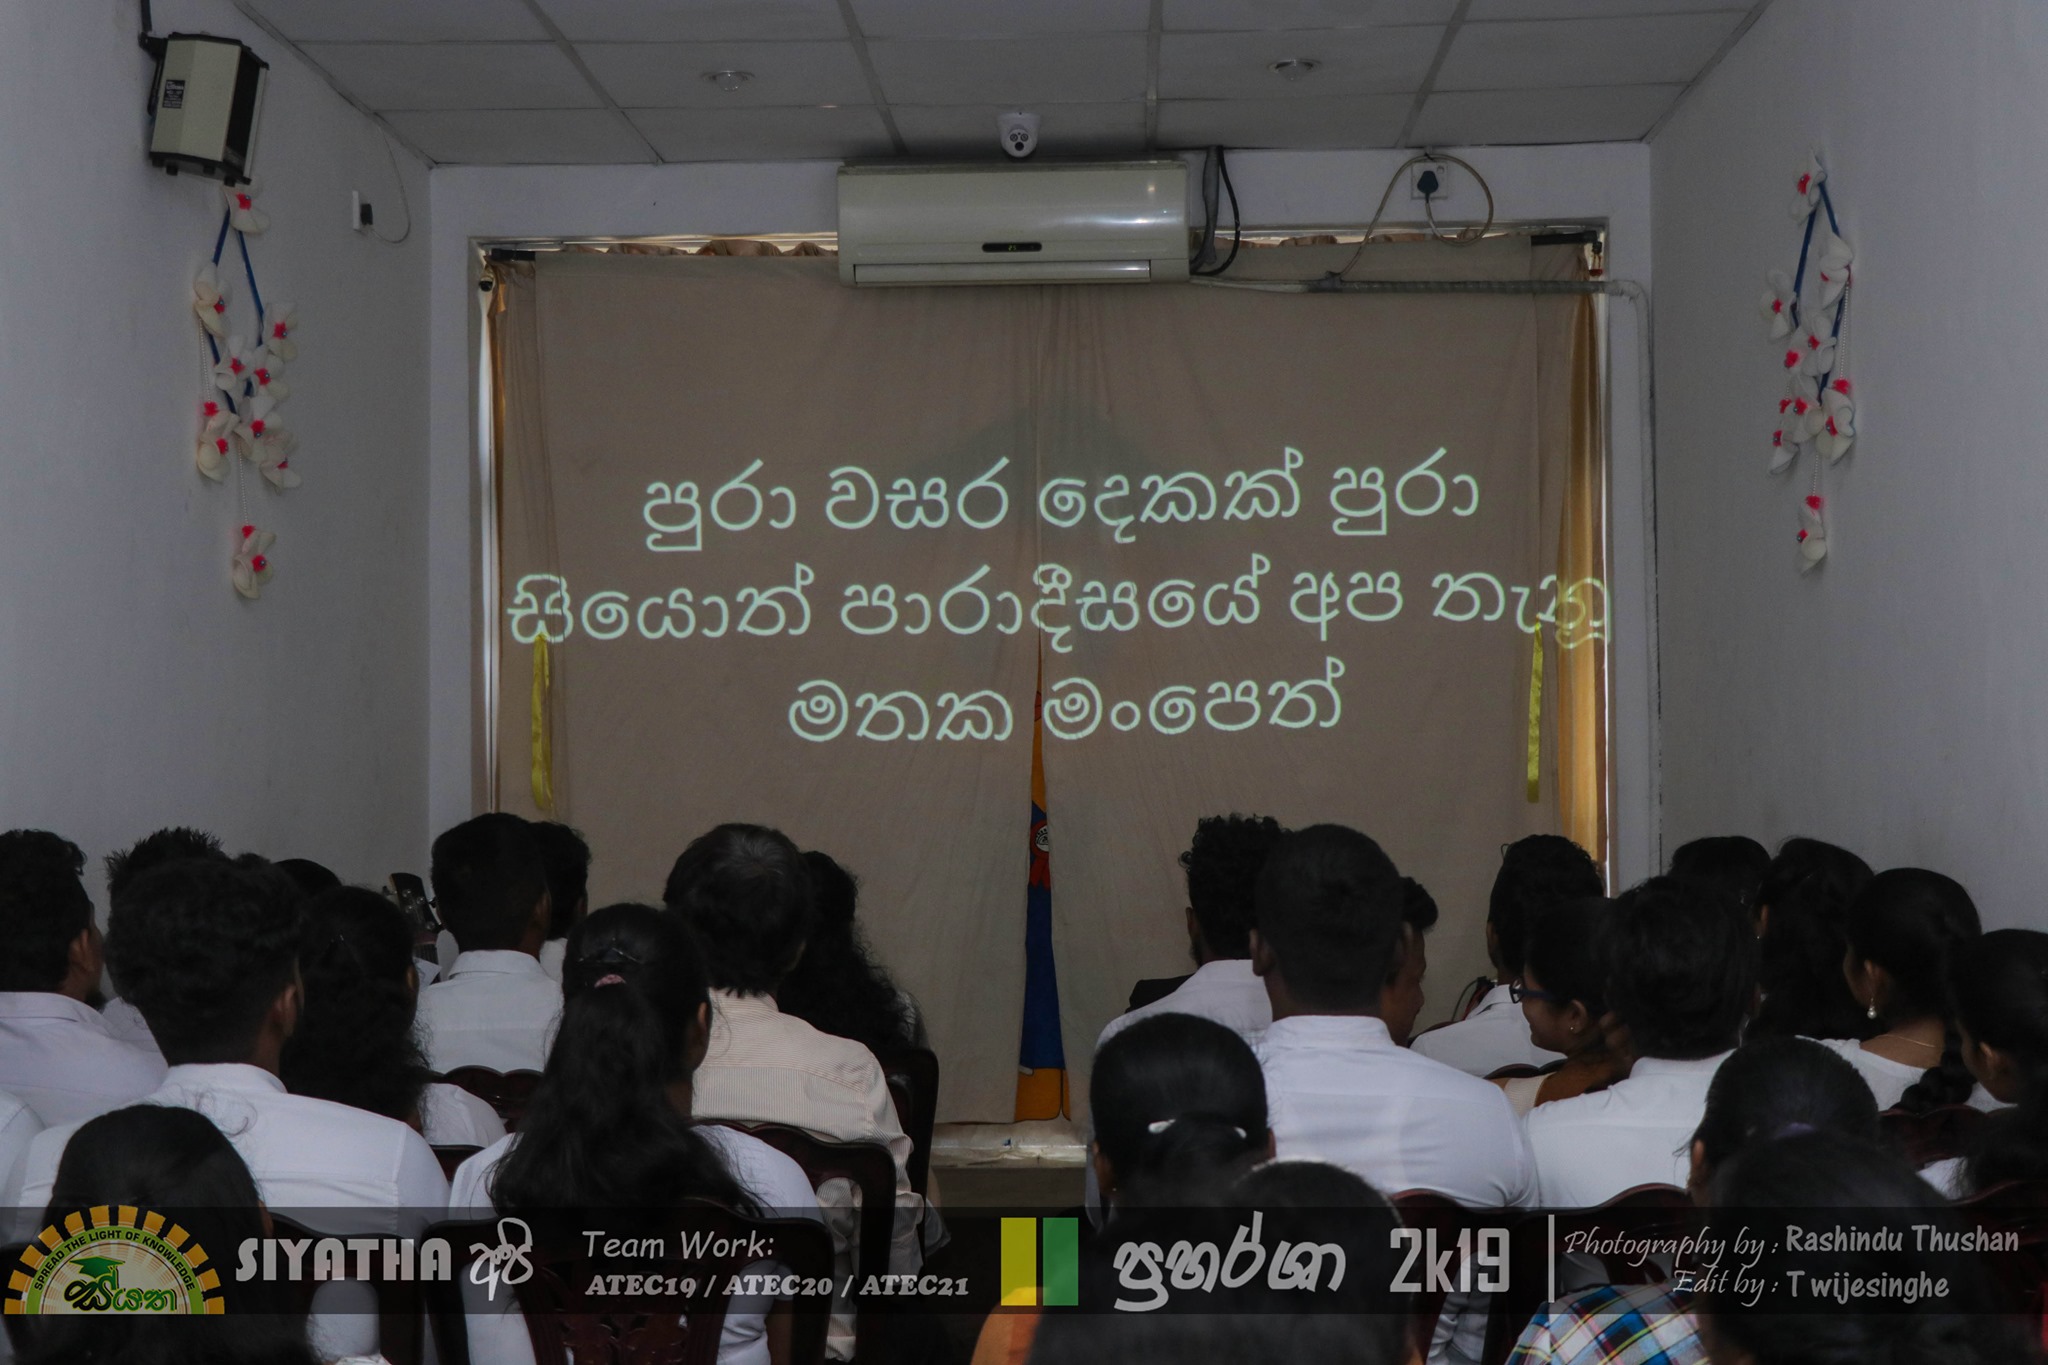 පුරා වසර දෙකක් පුරා
සියොත් පාරාදීසයේ අප තැනූ
මතක මංපෙත්
SPREAD THE LIGHT OF KNOWLEDGE
සියත
SIYATHA අපි
Team Work:
ATEC19 / ATEC20 / ATEC21
ප්‍රහර්ශා 2k19
Photography by : Rashindu Thushan
Edit by : T wijesinghe